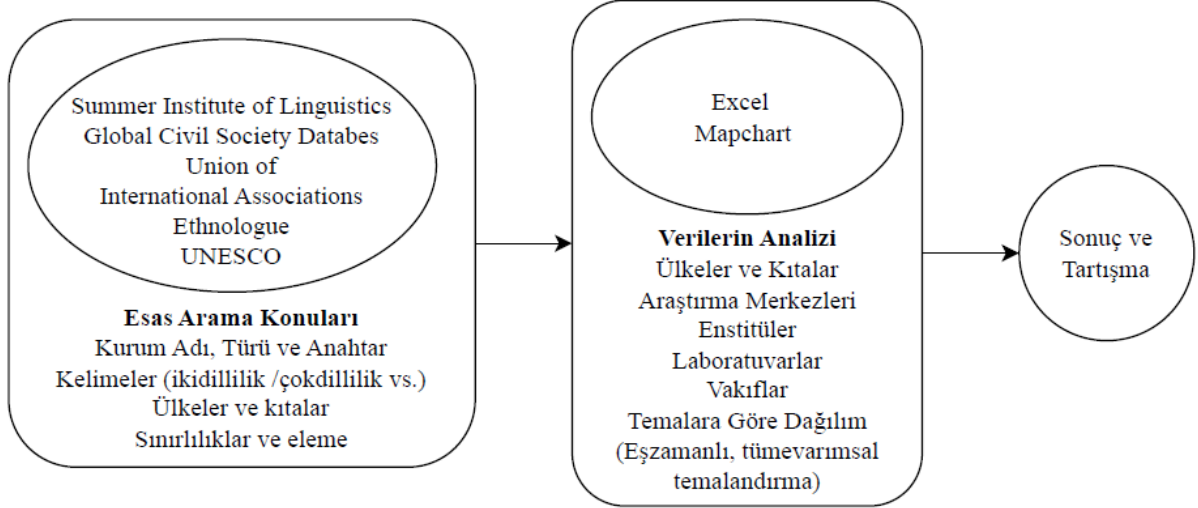 Summer Institute of Linguistics
Global Civil Society Databes
Union of
International Associations
Ethnologue
UNESCO
Esas Arama Konuları
Kurum Adı, Türü ve Anahtar
Kelimeler (ikidillilik /çokdillilik vs.)
Ülkeler ve kıtalar
Sınırlılıklar ve eleme
Excel
Mapchart
Verilerin Analizi
Ülkeler ve Kıtalar
Araştırma Merkezleri
Enstitüler
Laboratuvarlar
Vakıflar
Temalara Göre Dağılım
(Eşzamanlı, tümevarımsal
temalandırma)
Sonuç ve
Tartışma